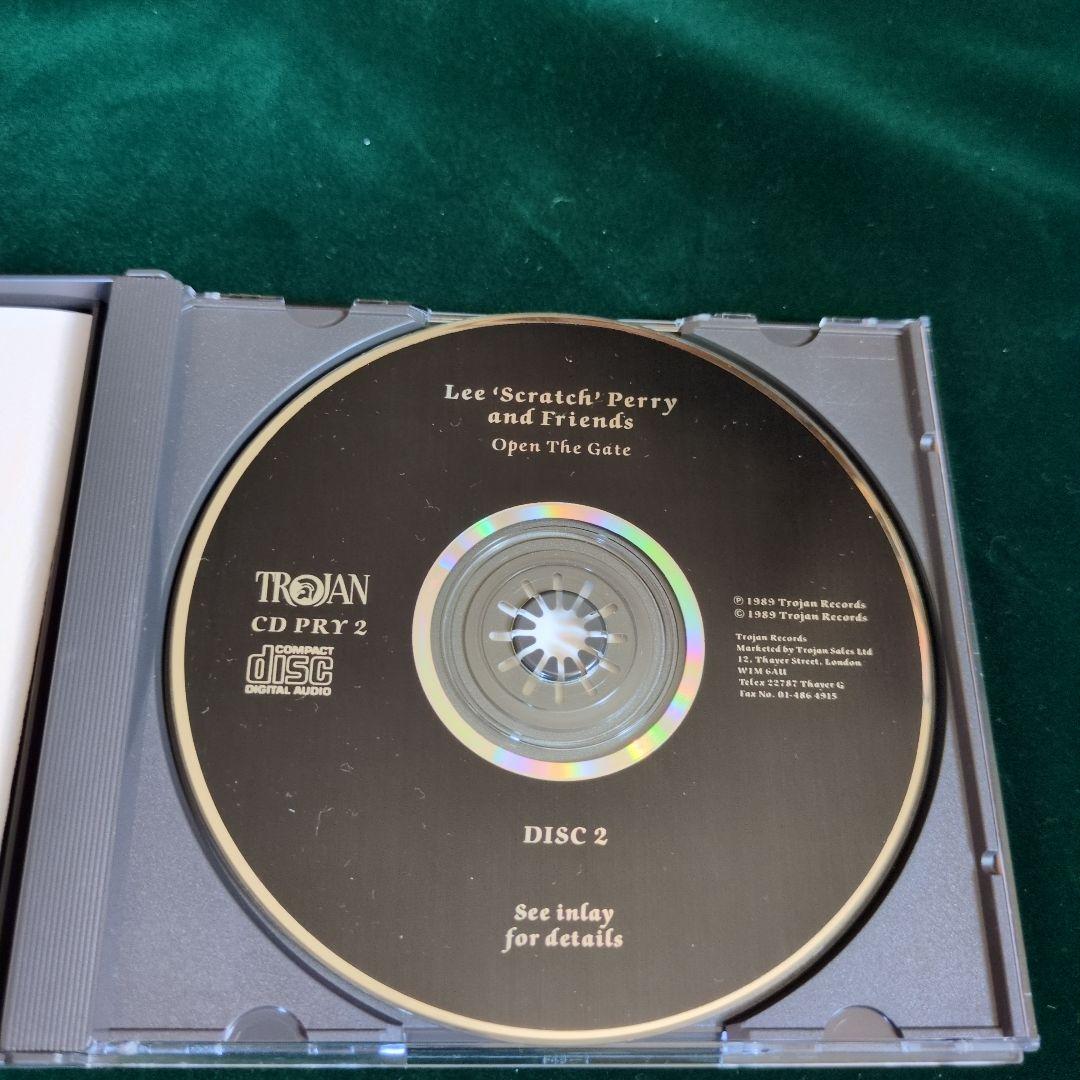 Lee ‘Scratch’ Perry
and Friends
Open The Gate
TROJAN
CD PRY 2
COMPACT
disc
DIGITAL AUDIO
℗ 1989 Trojan Records
© 1989 Trojan Records
Trojan Records
Marketed by Trojan Sales Ltd
12, Thayer Street, London
W1M 6AU
Telex 22787 Thayer G
Fax No. 01-486 4915
DISC 2
See inlay
for details